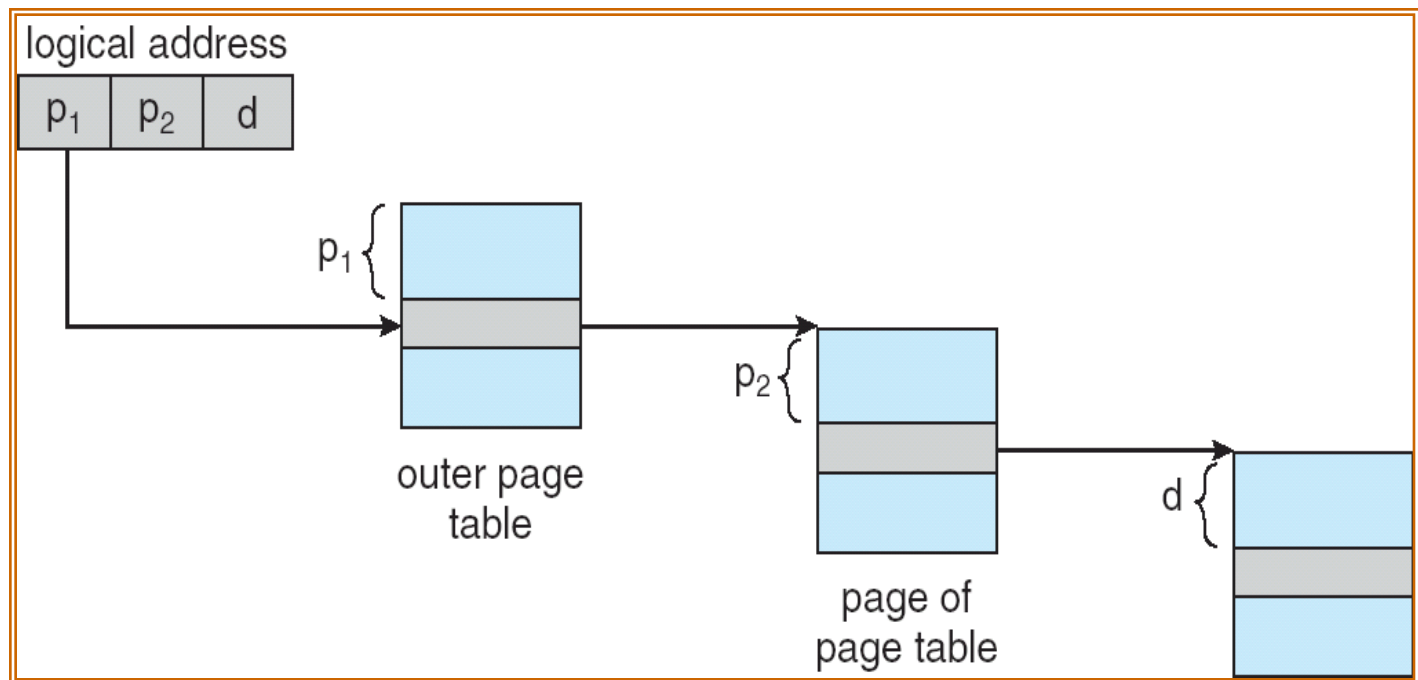 logical address
p₁ p₂ d
p₁
outer page
table
p₂
page of
page table
d